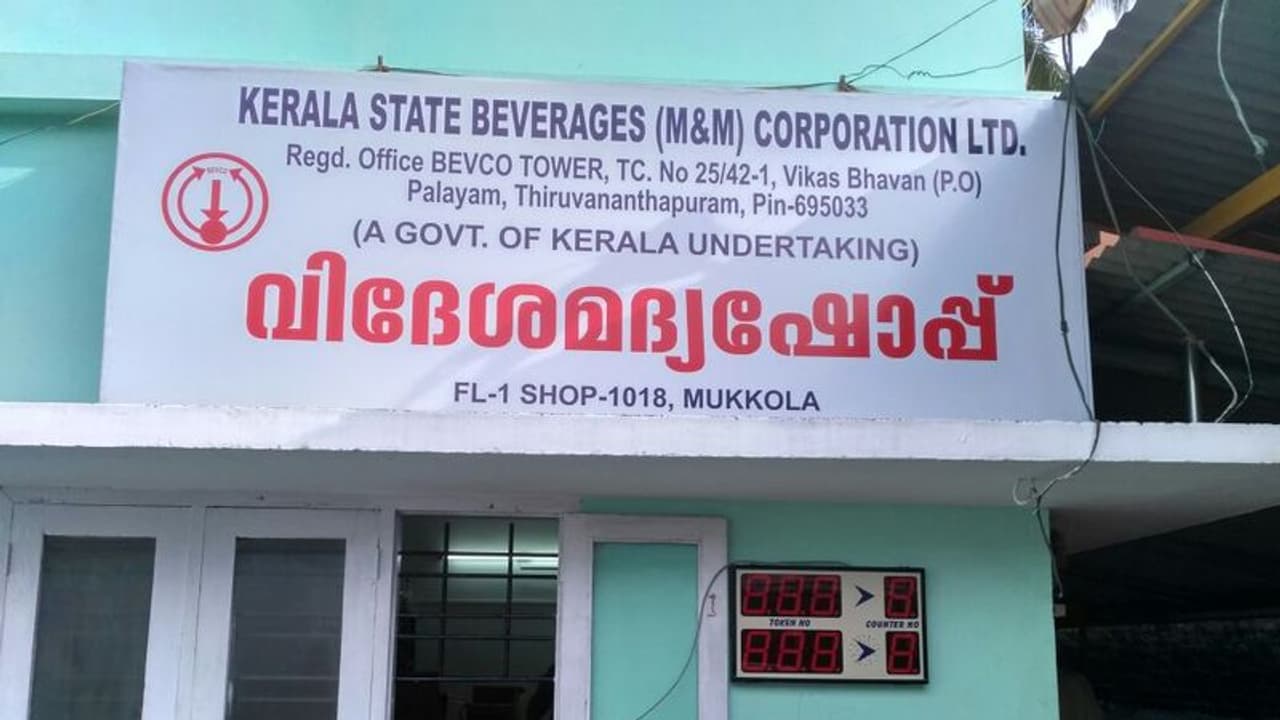 KERALA STATE BEVERAGES (M&M) CORPORATION LTD.
Regd. Office BEVCO TOWER, TC. No 25/42-1, Vikas Bhavan (P.O)
Palayam, Thiruvananthapuram, Pin-695033
(A GOVT. OF KERALA UNDERTAKING)
BEVCO
വിദേശമദ്യഷോപ്പ്
FL-1 SHOP-1018, MUKKOLA
TOKEN NO COUNTER NO